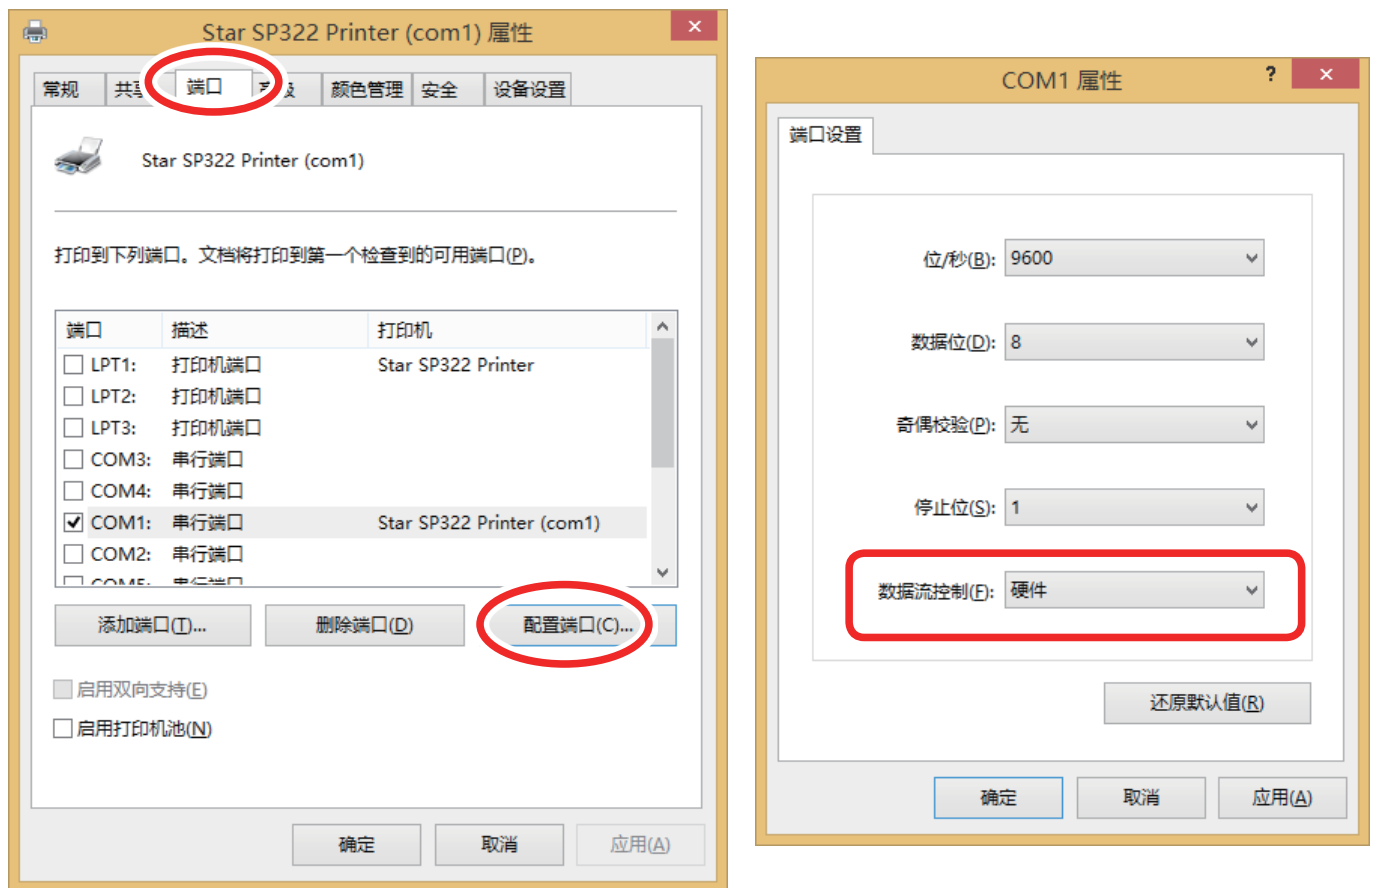 Star SP322 Printer (com1) 属性
常规 端口 颜色管理 安全 设备设置
Star SP322 Printer (com1)
打印到下列端口。文档将打印到第一个检查到的可用端口(P)。
端口 描述 打印机
LPT1: 打印机端口 Star SP322 Printer
LPT2: 打印机端口
LPT3: 打印机端口
COM3: 串行端口
COM4: 串行端口
COM1: 串行端口 Star SP322 Printer (com1)
COM2: 串行端口
COM5: 串行端口
添加端口(T)... 删除端口(D) 配置端口(C)...
启用双向支持(E)
启用打印机池(N)
确定 取消 应用(A)
COM1 属性 ?
端口设置
位/秒(B): 9600
数据位(D): 8
奇偶校验(P): 无
停止位(S): 1
数据流控制(F): 硬件
还原默认值(R)
确定 取消 应用(A)